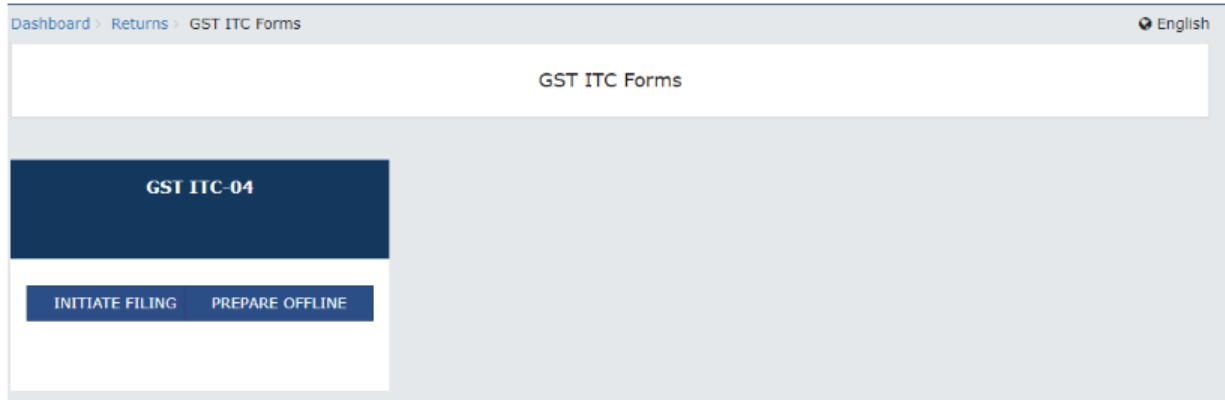 Dashboard > Returns > GST ITC Forms
English
GST ITC Forms
GST ITC-04
INITIATE FILING
PREPARE OFFLINE